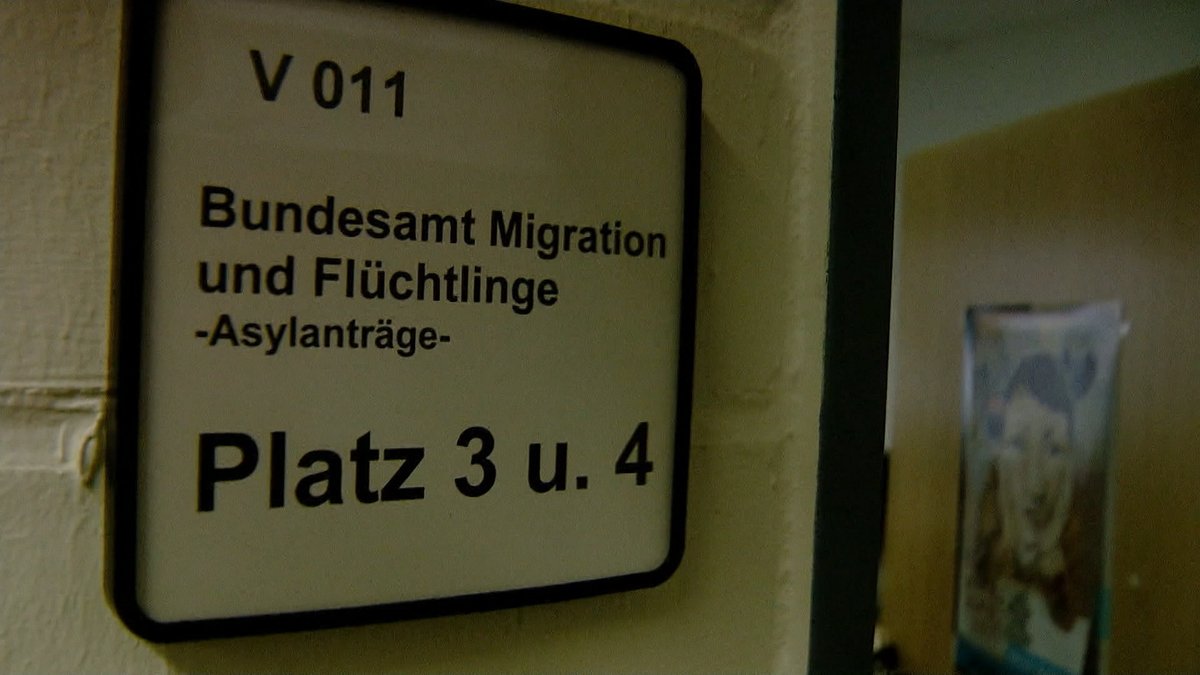 V 011
Bundesamt Migration
und Flüchtlinge
-Asylanträge-
Platz 3 u. 4